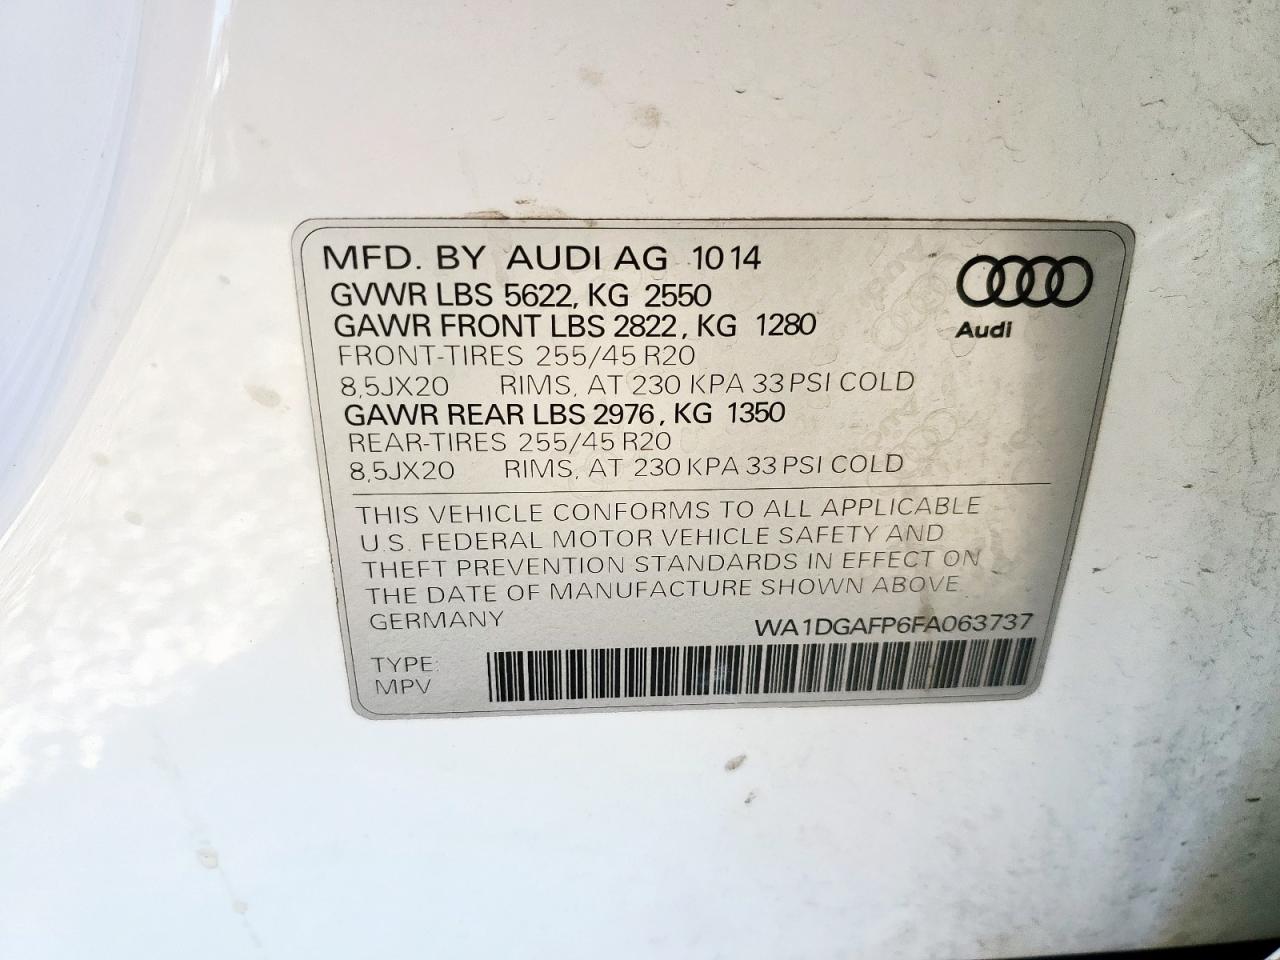 MFD. BY AUDI AG 10 14
GVWR LBS 5622, KG 2550
GAWR FRONT LBS 2822, KG 1280
FRONT-TIRES 255/45 R20
8,5JX20 RIMS, AT 230 KPA 33 PSI COLD
GAWR REAR LBS 2976, KG 1350
REAR-TIRES 255/45 R20
8,5JX20 RIMS, AT 230 KPA 33 PSI COLD
Audi
THIS VEHICLE CONFORMS TO ALL APPLICABLE
U.S. FEDERAL MOTOR VEHICLE SAFETY AND
THEFT PREVENTION STANDARDS IN EFFECT ON
THE DATE OF MANUFACTURE SHOWN ABOVE
GERMANY
WA1DGAFP6FA063737
TYPE:
MPV